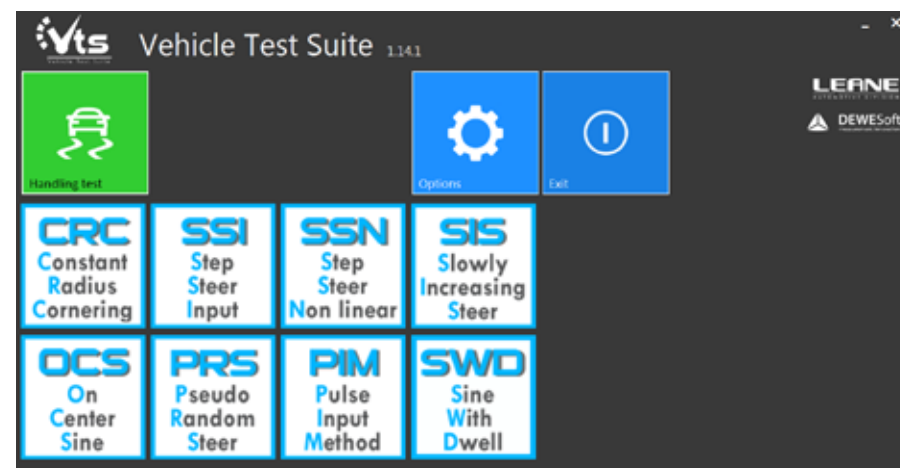 Vts Vehicle Test Suite 1.14.1
LEANE
DEWESoft
Handling test
Options
Exit
CRC
Constant
Radius
Cornering
SSI
Step
Steer
Input
SSN
Step
Steer
Non linear
SIS
Slowly
Increasing
Steer
OCS
On
Center
Sine
PRS
Pseudo
Random
Steer
PIM
Pulse
Input
Method
SWD
Sine
With
Dwell